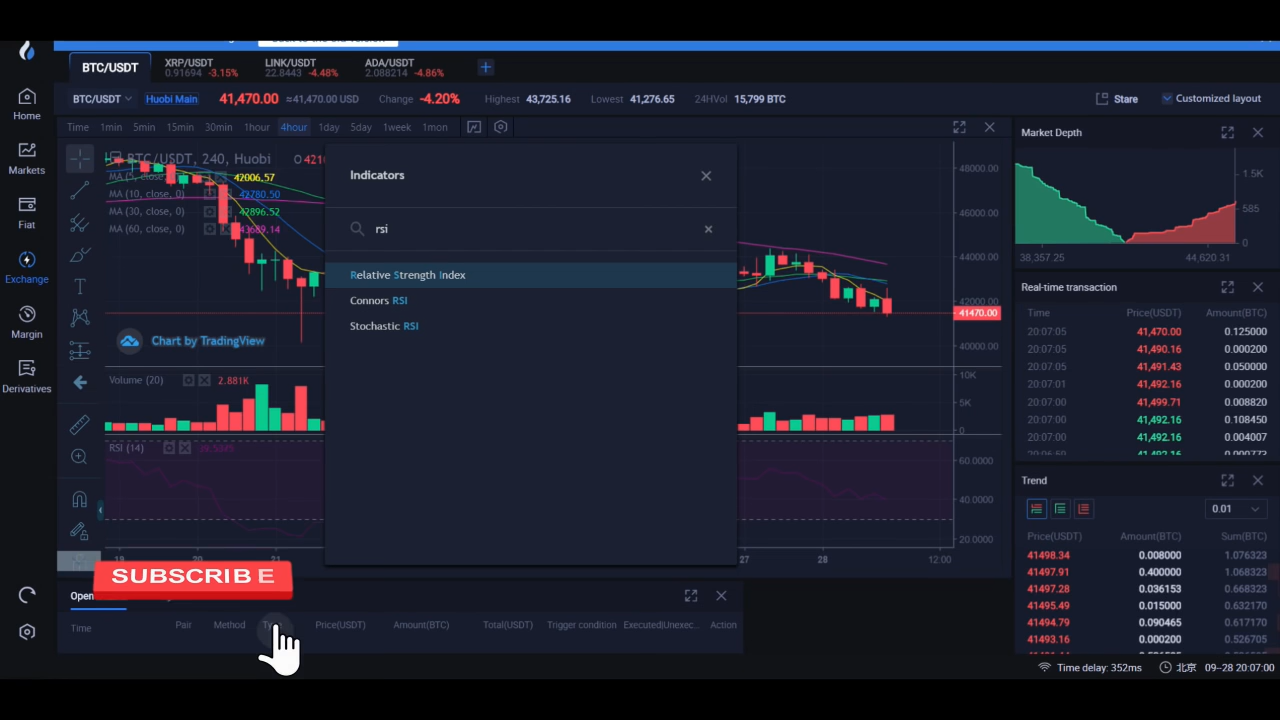 BTC/USDT
XRP/USDT
0.91694 -3.15%
LINK/USDT
22.8443 -4.48%
ADA/USDT
2.088214 -4.86%
BTC/USDT Huobi Main 41,470.00 ≈41,470.00 USD Change -4.20% Highest 43,725.16 Lowest 41,276.65 24HVol 15,799 BTC Share Customized layout
Home
Markets
Fiat
Exchange
Margin
Derivatives
Time 1min 5min 15min 30min 1hour 4hour 1day 5day 1week 1mon
BTC/USDT, 240, Huobi
MA (5, close, 0) 42006.57
MA (10, close, 0) 42780.50
MA (30, close, 0) 42896.52
MA (60, close, 0)
Chart by TradingView
Volume (20) 2.881K
RSI (14)
Indicators
rsi
Relative Strength Index
Connors RSI
Stochastic RSI
48000.00
46000.00
44000.00
42000.00
41470.00
40000.00
10K
5K
0
60.0000
40.0000
20.0000
19 20 21 27 28 12:00
Market Depth
1.5K
585
0
38,357.25 44,620.31
Real-time transaction
Time Price(USDT) Amount(BTC)
20:07:05 41,470.00 0.125000
20:07:05 41,490.16 0.000200
20:07:05 41,491.43 0.050000
20:07:01 41,492.16 0.000200
20:07:00 41,499.71 0.008820
20:07:00 41,492.16 0.108450
20:07:00 41,492.16 0.004007
Trend
0.01
Price(USDT) Amount(BTC) Sum(BTC)
41498.34 0.008000 1.076323
41497.91 0.400000 1.068323
41497.28 0.036153 0.668323
41495.49 0.015000 0.632170
41494.79 0.090465 0.617170
41493.16 0.000200 0.526705
SUBSCRIBE
Open
Time Pair Method Price(USDT) Amount(BTC) Total(USDT) Trigger condition Executed|Unexec... Action
Time delay: 352ms 北京 09-28 20:07:00